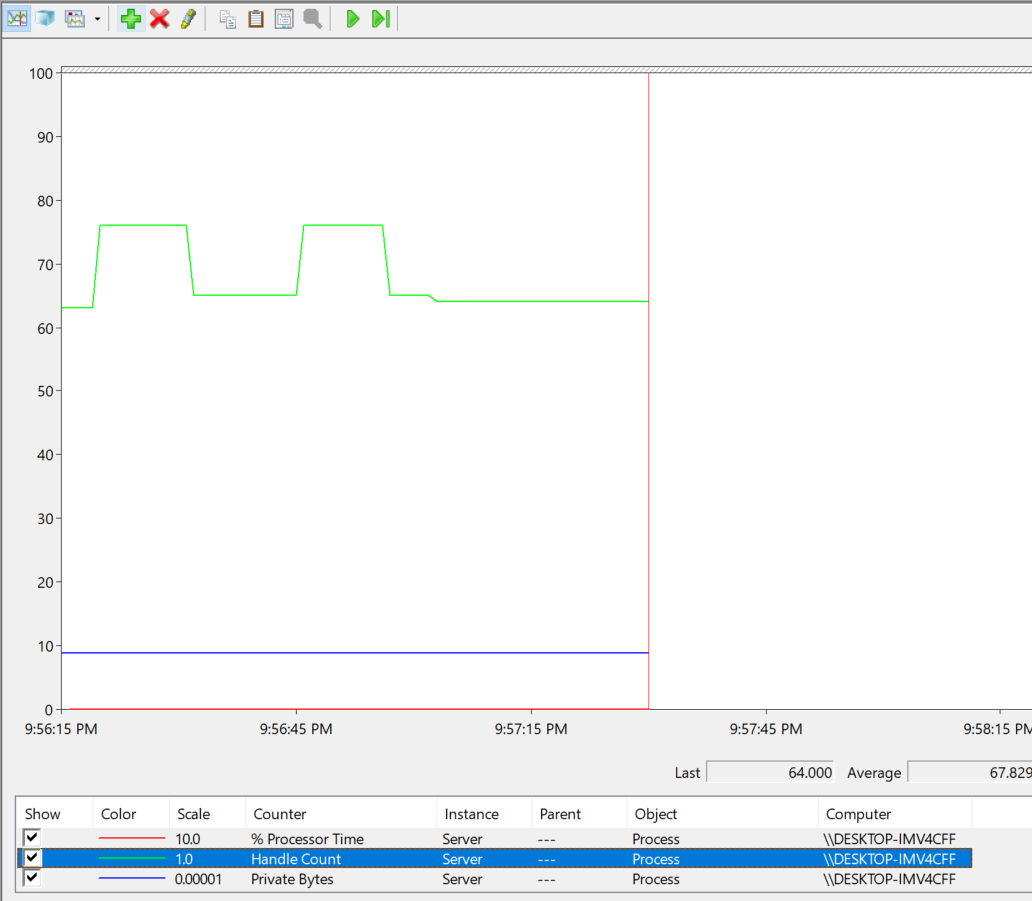 100
90
80
70
60
50
40
30
20
10
0
9:56:15 PM 9:56:45 PM 9:57:15 PM 9:57:45 PM 9:58:15 PM
Last 64.000 Average 67.829
Show Color Scale Counter Instance Parent Object Computer
10.0 % Processor Time Server --- Process \\DESKTOP-IMV4CFF
1.0 Handle Count Server --- Process \\DESKTOP-IMV4CFF
0.00001 Private Bytes Server --- Process \\DESKTOP-IMV4CFF